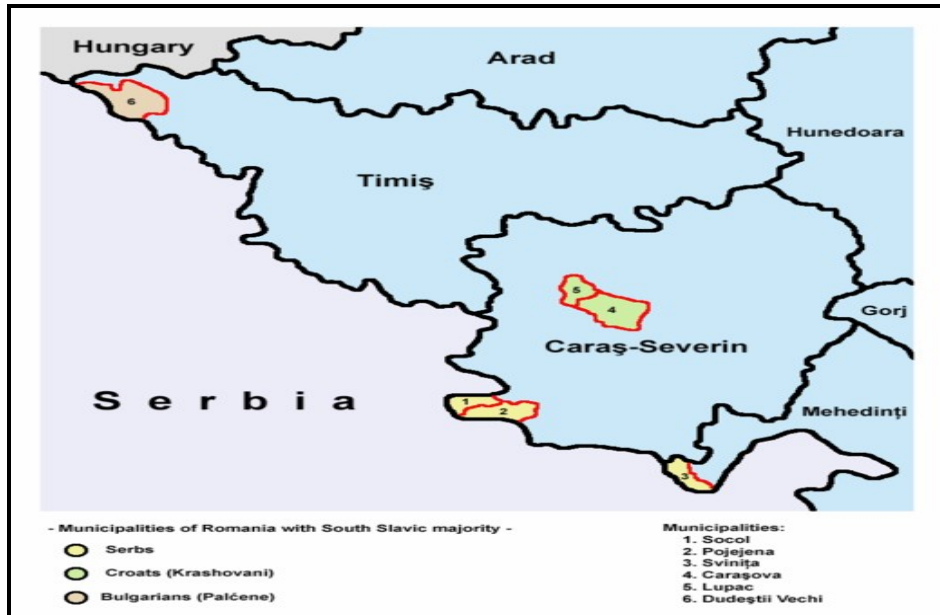 Hungary
Arad
Hunedoara
6
Timiş
5
4
Gorj
Caraş-Severin
Serbia
1
2
Mehedinţi
3
- Municipalities of Romania with South Slavic majority -
Serbs
Croats (Krashovani)
Bulgarians (Palćene)
Municipalities:
1. Socol
2. Pojejena
3. Sviniţa
4. Caraşova
5. Lupac
6. Dudeştii Vechi